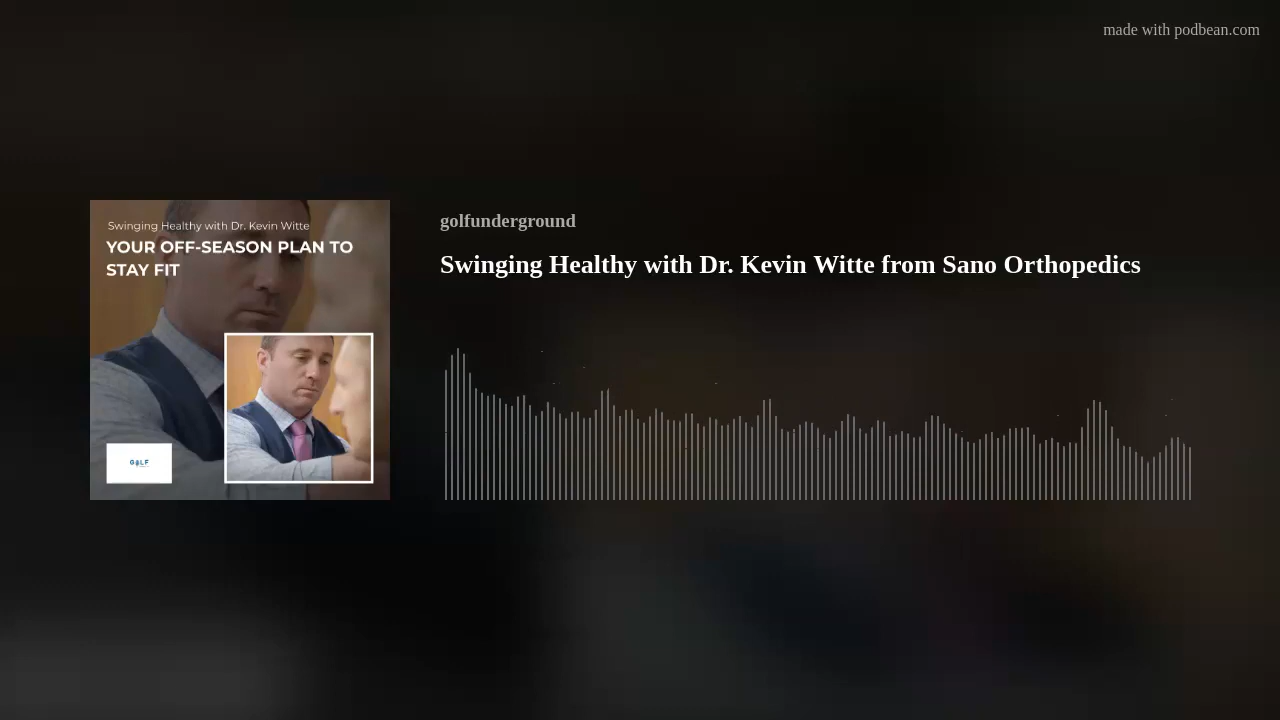 made with podbean.com
Swinging Healthy with Dr. Kevin Witte
YOUR OFF-SEASON PLAN TO
STAY FIT
GOLF
golfunderground
Swinging Healthy with Dr. Kevin Witte from Sano Orthopedics